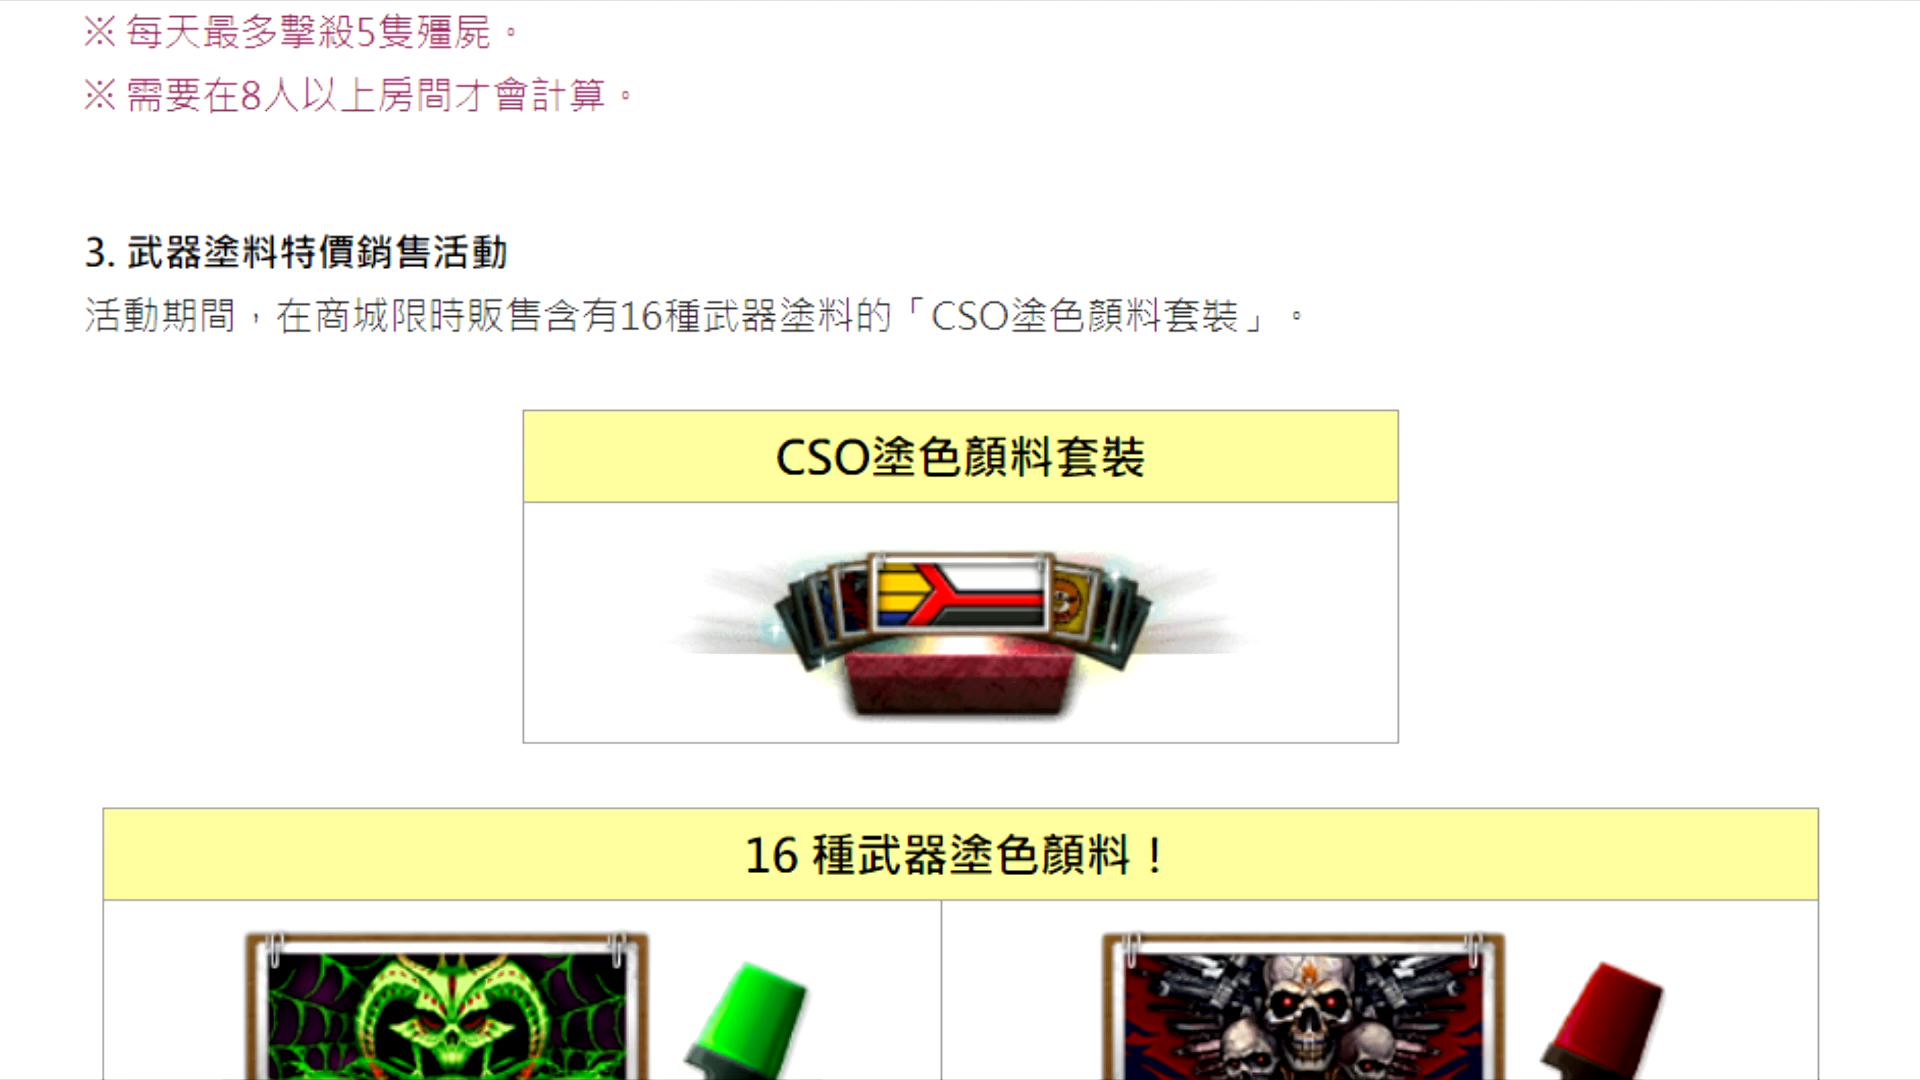 ※ 每天最多擊殺5隻殭屍。
※ 需要在8人以上房間才會計算。
3. 武器塗料特價銷售活動
活動期間，在商城限時販售含有16種武器塗料的「CSO塗色顏料套裝」。
CSO塗色顏料套裝
16 種武器塗色顏料！